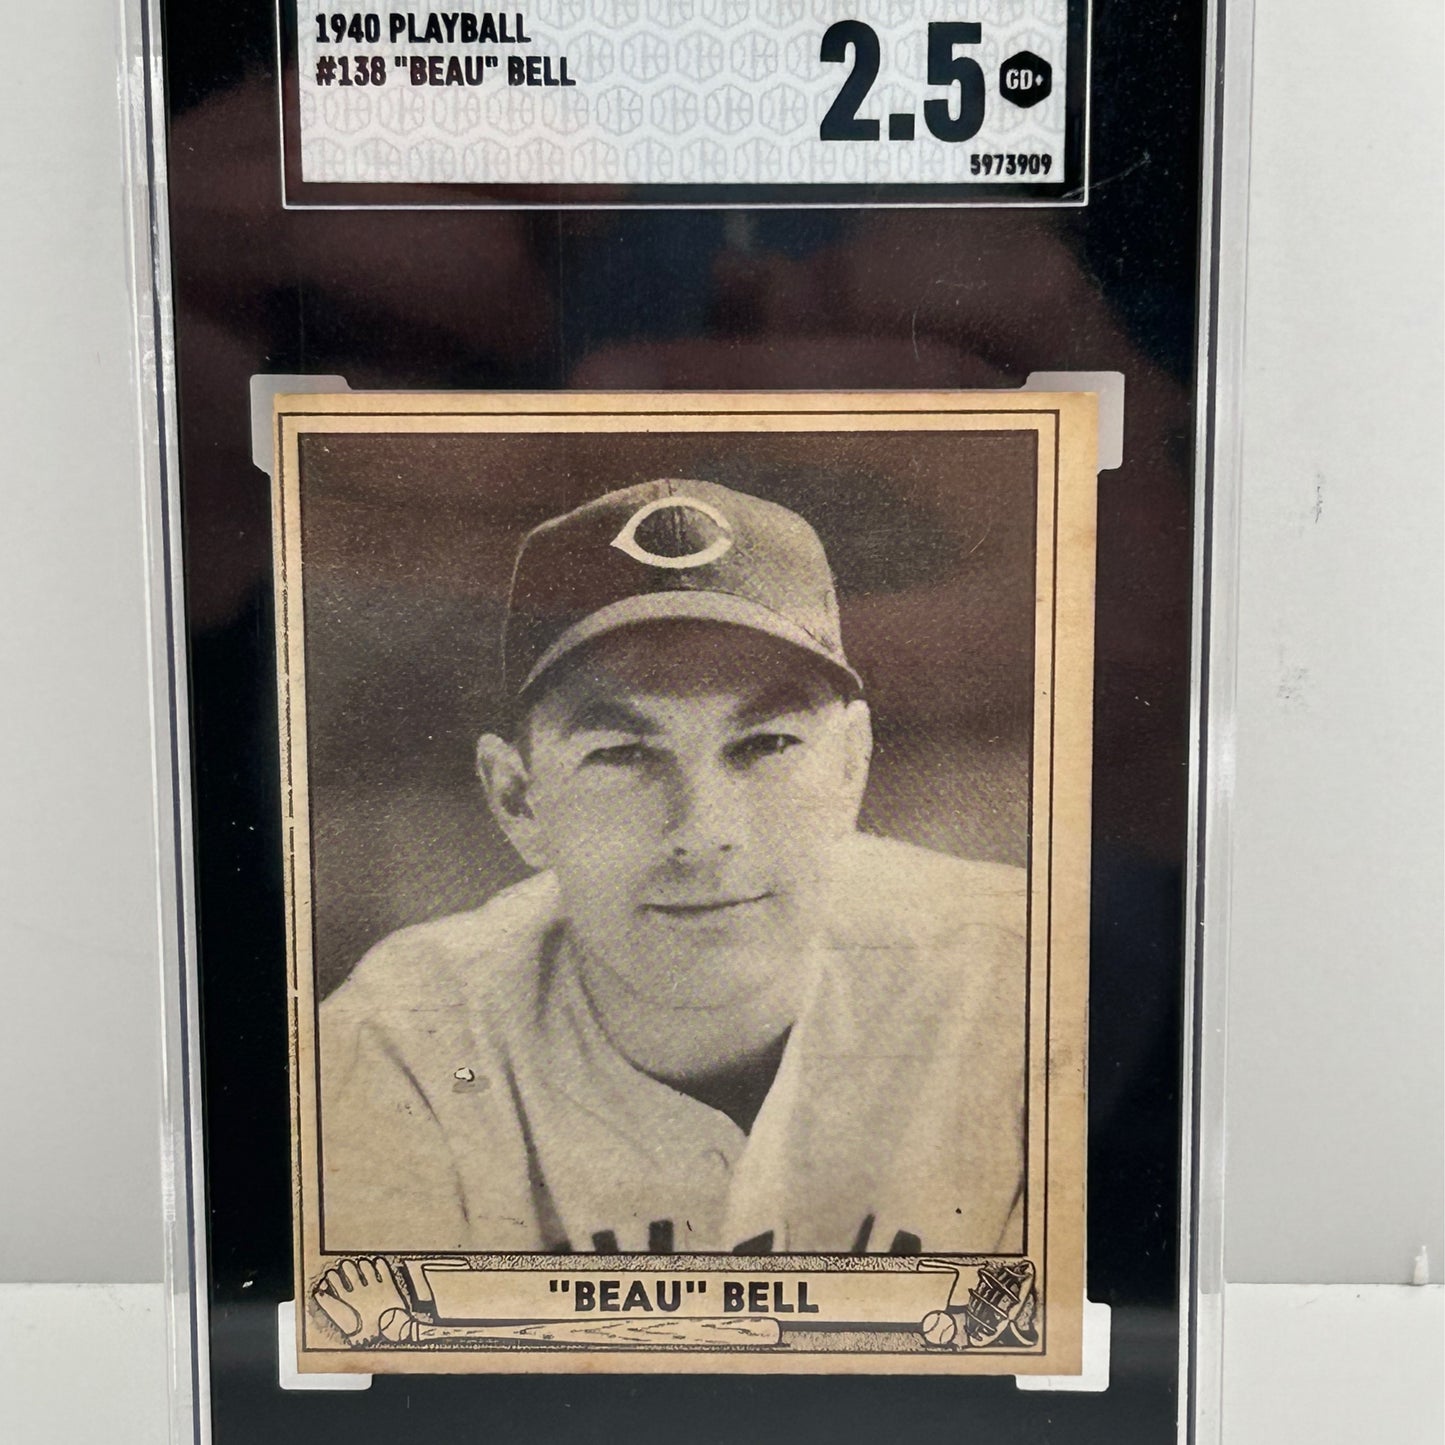 1940 PLAYBALL
#138 "BEAU" BELL
2.5
GD+
5973909
"BEAU" BELL